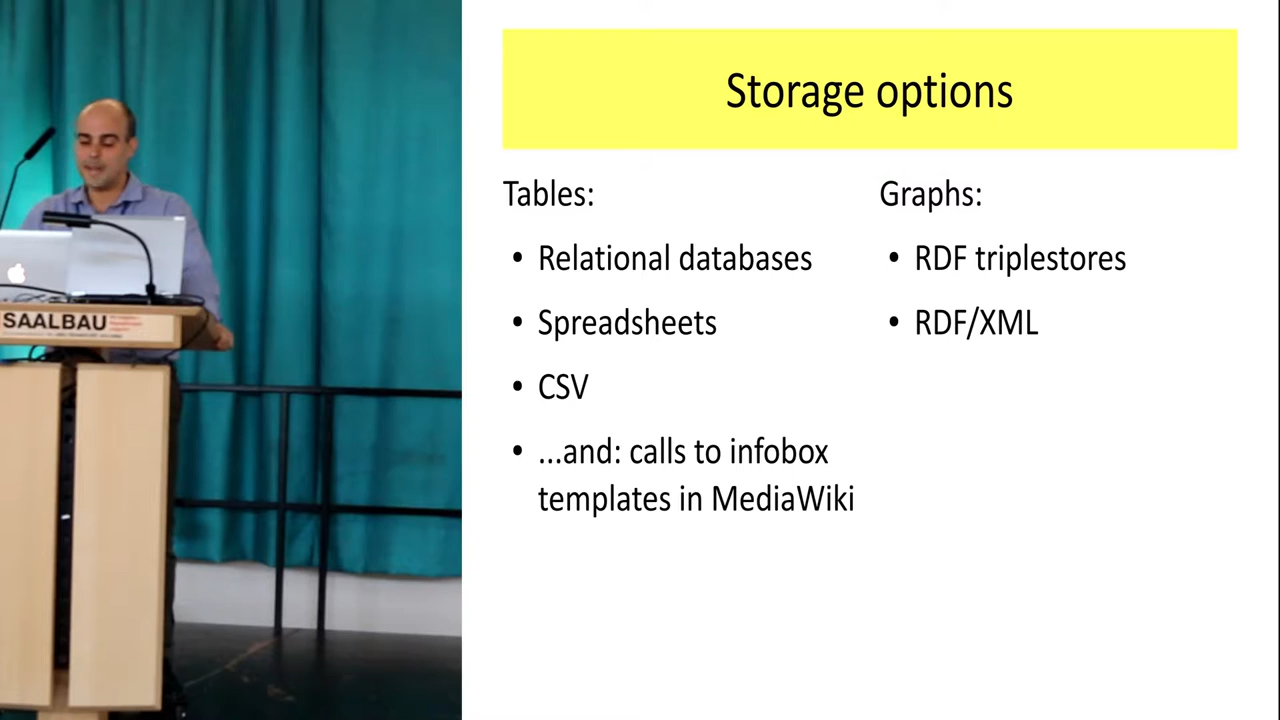 Storage options
Tables:
• Relational databases
• Spreadsheets
• CSV
• ...and: calls to infobox
templates in MediaWiki
Graphs:
• RDF triplestores
• RDF/XML
SAALBAU